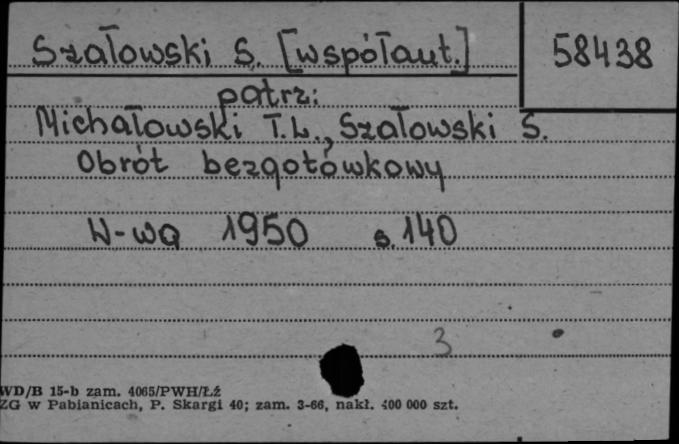 Szałowski S. [współaut.]
58438
patrz:
Michałowski T.L., Szałowski S.
Obrót bezgotówkowy
W-wa 1950 s. 140
3
WD/B 15-b zam. 4065/PWH/Łź
ZG w Pabianicach, P. Skargi 40; zam. 3-66, nakł. 400 000 szt.